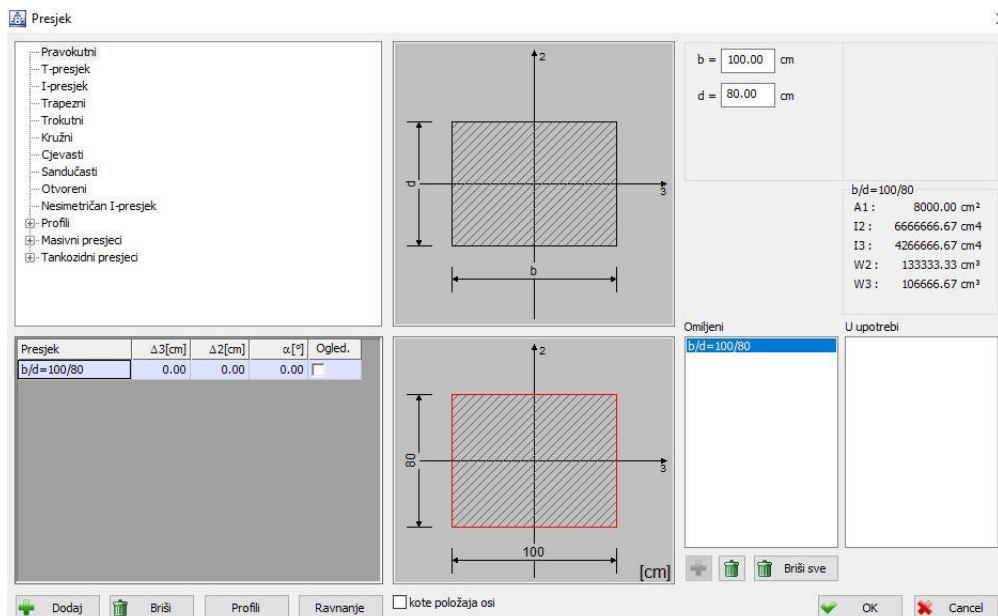 Presjek
Pravokutni
T-presjek
I-presjek
Trapezni
Trokutni
Kružni
Cjevasti
Sandučasti
Otvoreni
Nesimetričan I-presjek
Profili
Masivni presjeci
Tankozidni presjeci
2
3
d
b
b = 100.00 cm
d = 80.00 cm
b/d=100/80
A1 : 8000.00 cm²
I2 : 6666666.67 cm4
I3 : 4266666.67 cm4
W2 : 133333.33 cm³
W3 : 106666.67 cm³
Presjek Δ3[cm] Δ2[cm] α[°] Ogled.
b/d=100/80 0.00 0.00 0.00
2
3
80
100
[cm]
Omiljeni
b/d=100/80
U upotrebi
Briši sve
Dodaj Briši Profili Ravnanje
kote položaja osi
OK Cancel